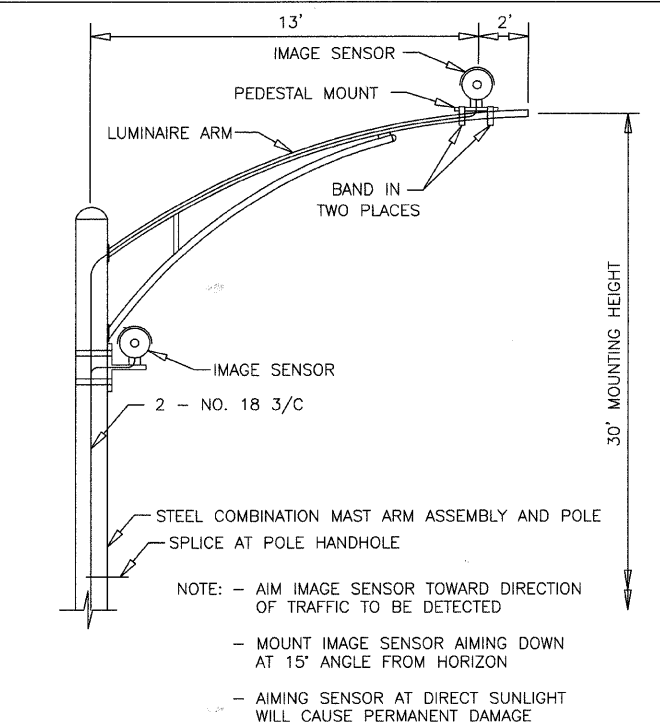 13'
2'
IMAGE SENSOR
PEDESTAL MOUNT
LUMINAIRE ARM
BAND IN
TWO PLACES
30' MOUNTING HEIGHT
IMAGE SENSOR
2 - NO. 18 3/C
STEEL COMBINATION MAST ARM ASSEMBLY AND POLE
SPLICE AT POLE HANDHOLE
NOTE: - AIM IMAGE SENSOR TOWARD DIRECTION
OF TRAFFIC TO BE DETECTED
- MOUNT IMAGE SENSOR AIMING DOWN
AT 15° ANGLE FROM HORIZON
- AIMING SENSOR AT DIRECT SUNLIGHT
WILL CAUSE PERMANENT DAMAGE